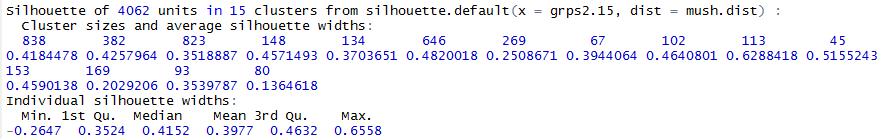 Silhouette of 4062 units in 15 clusters from silhouette.default(x = grps2.15, dist = mush.dist) :
Cluster sizes and average silhouette widths:
838 382 823 148 134 646 269 67 102 113 45
0.4184478 0.4257964 0.3518887 0.4571493 0.3703651 0.4820018 0.2508671 0.3944064 0.4640801 0.6288418 0.5155243
153 169 93 80
0.4590138 0.2029206 0.3539787 0.1364618
Individual silhouette widths:
Min. 1st Qu. Median Mean 3rd Qu. Max.
-0.2647 0.3524 0.4152 0.3977 0.4632 0.6558